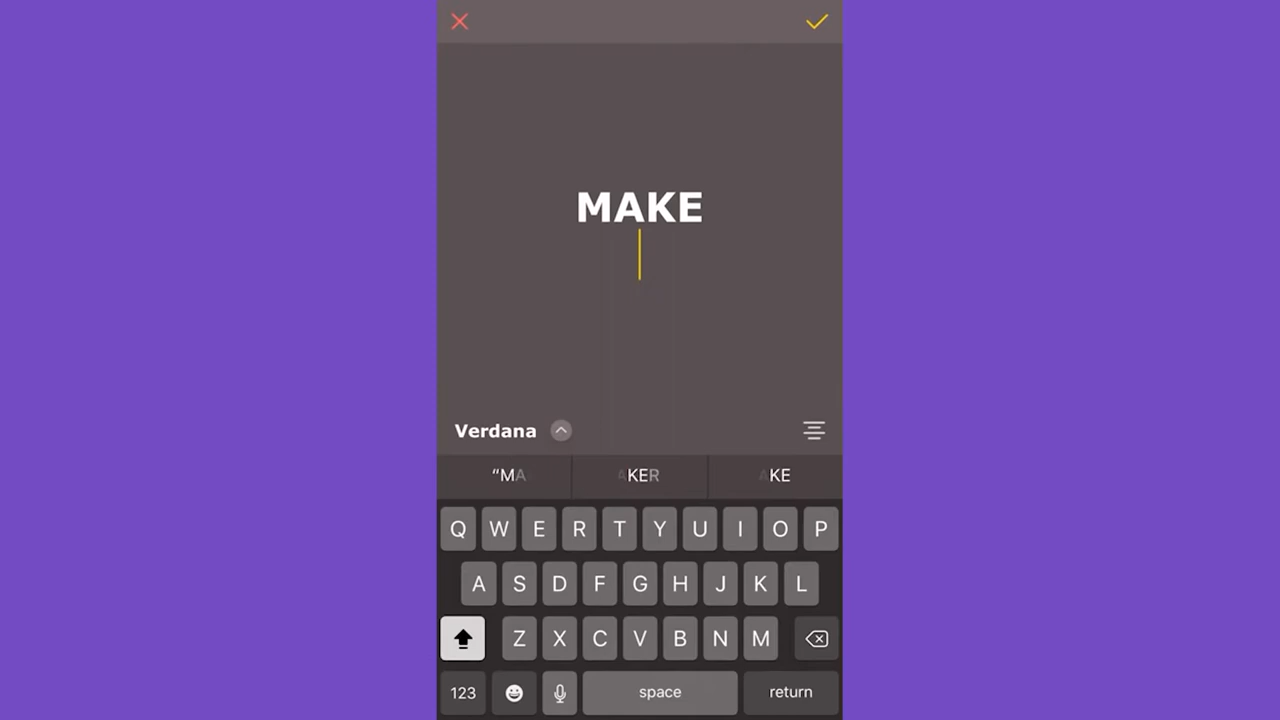 MAKE
Verdana
“MA KER KE
Q W E R T Y U I O P
A S D F G H J K L
Z X C V B N M
123 space return